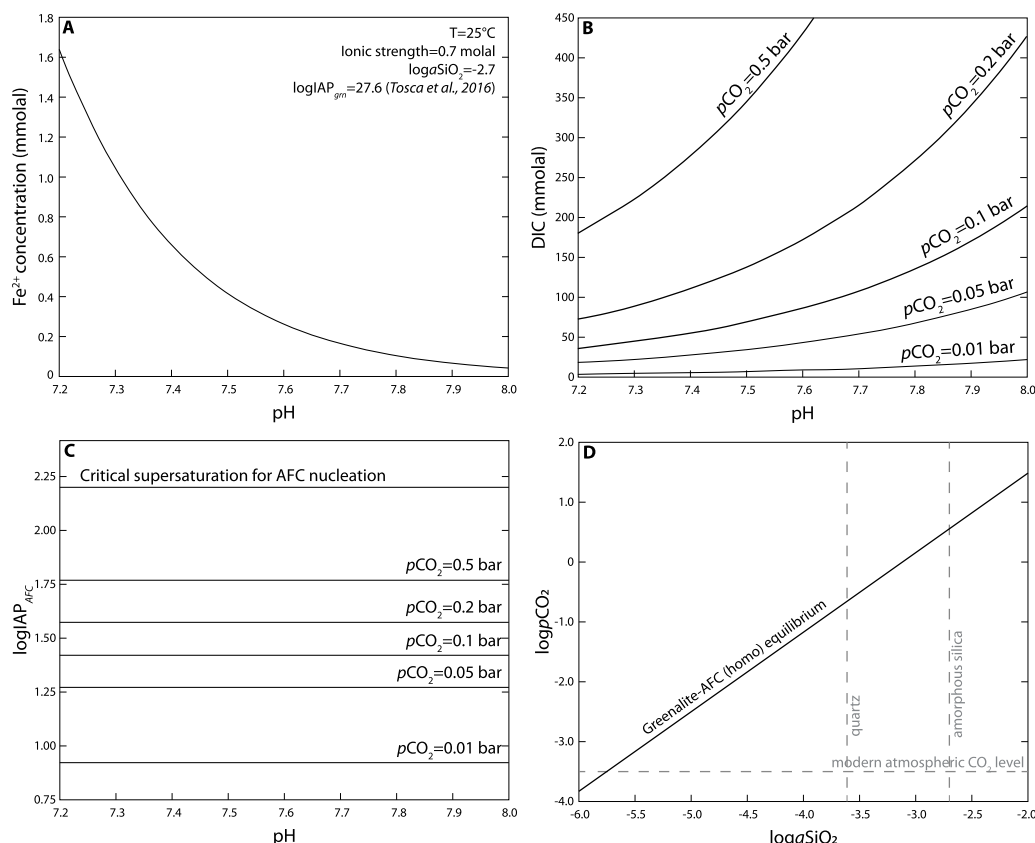 A
T=25°C
Ionic strength=0.7 molal
logaSiO₂=-2.7
logIAPgrn=27.6 (Tosca et al., 2016)
Fe²⁺ concentration (mmolal)
1.8
1.6
1.4
1.2
1.0
0.8
0.6
0.4
0.2
0
7.2 7.3 7.4 7.5 7.6 7.7 7.8 7.9 8.0
pH
B
pCO₂=0.5 bar
pCO₂=0.2 bar
pCO₂=0.1 bar
pCO₂=0.05 bar
pCO₂=0.01 bar
DIC (mmolal)
450
400
350
300
250
200
150
100
50
0
7.2 7.3 7.4 7.5 7.6 7.7 7.8 7.9 8.0
pH
C
Critical supersaturation for AFC nucleation
pCO₂=0.5 bar
pCO₂=0.2 bar
pCO₂=0.1 bar
pCO₂=0.05 bar
pCO₂=0.01 bar
logIAPAFC
2.25
2.00
1.75
1.50
1.25
1.00
0.75
7.2 7.3 7.4 7.5 7.6 7.7 7.8 7.9 8.0
pH
D
Greenalite-AFC (homo) equilibrium
quartz
amorphous silica
modern atmospheric CO₂ level
logpCO₂
2.0
1.0
0
-1.0
-2.0
-3.0
-4.0
-6.0 -5.5 -5.0 -4.5 -4.0 -3.5 -3.0 -2.5 -2.0
logaSiO₂